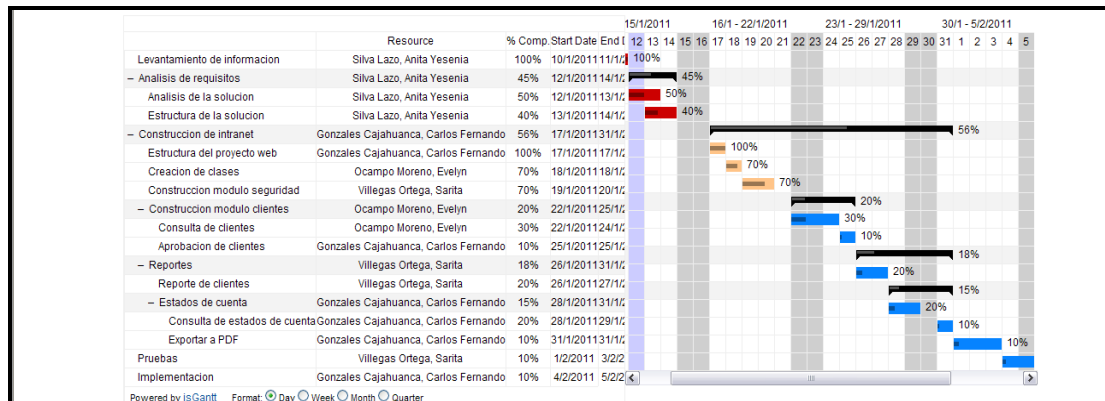 15/1/2011 16/1 - 22/1/2011 23/1 - 29/1/2011 30/1 - 5/2/2011
Resource % Comp. Start Date End 12 13 14 15 16 17 18 19 20 21 22 23 24 25 26 27 28 29 30 31 1 2 3 4 5
Levantamiento de informacion Silva Lazo, Anita Yesenia 100% 10/1/2011 11/1/2 100%
– Analisis de requisitos Silva Lazo, Anita Yesenia 45% 12/1/2011 14/1/2 45%
Analisis de la solucion Silva Lazo, Anita Yesenia 50% 12/1/2011 13/1/2 50%
Estructura de la solucion Silva Lazo, Anita Yesenia 40% 13/1/2011 14/1/2 40%
– Construccion de intranet Gonzales Cajahuanca, Carlos Fernando 56% 17/1/2011 31/1/2 56%
Estructura del proyecto web Gonzales Cajahuanca, Carlos Fernando 100% 17/1/2011 17/1/2 100%
Creacion de clases Ocampo Moreno, Evelyn 70% 18/1/2011 18/1/2 70%
Construccion modulo seguridad Villegas Ortega, Sarita 70% 19/1/2011 20/1/2 70%
– Construccion modulo clientes Ocampo Moreno, Evelyn 20% 22/1/2011 25/1/2 20%
Consulta de clientes Ocampo Moreno, Evelyn 30% 22/1/2011 24/1/2 30%
Aprobacion de clientes Gonzales Cajahuanca, Carlos Fernando 10% 25/1/2011 25/1/2 10%
– Reportes Villegas Ortega, Sarita 18% 26/1/2011 31/1/2 18%
Reporte de clientes Villegas Ortega, Sarita 20% 26/1/2011 27/1/2 20%
– Estados de cuenta Gonzales Cajahuanca, Carlos Fernando 15% 28/1/2011 31/1/2 15%
Consulta de estados de cuenta Gonzales Cajahuanca, Carlos Fernando 20% 28/1/2011 29/1/2 20%
Exportar a PDF Gonzales Cajahuanca, Carlos Fernando 10% 31/1/2011 31/1/2 10%
Pruebas Villegas Ortega, Sarita 10% 1/2/2011 3/2/2 10%
Implementacion Gonzales Cajahuanca, Carlos Fernando 10% 4/2/2011 5/2/2
Powered by jsGantt Format: Day Week Month Quarter